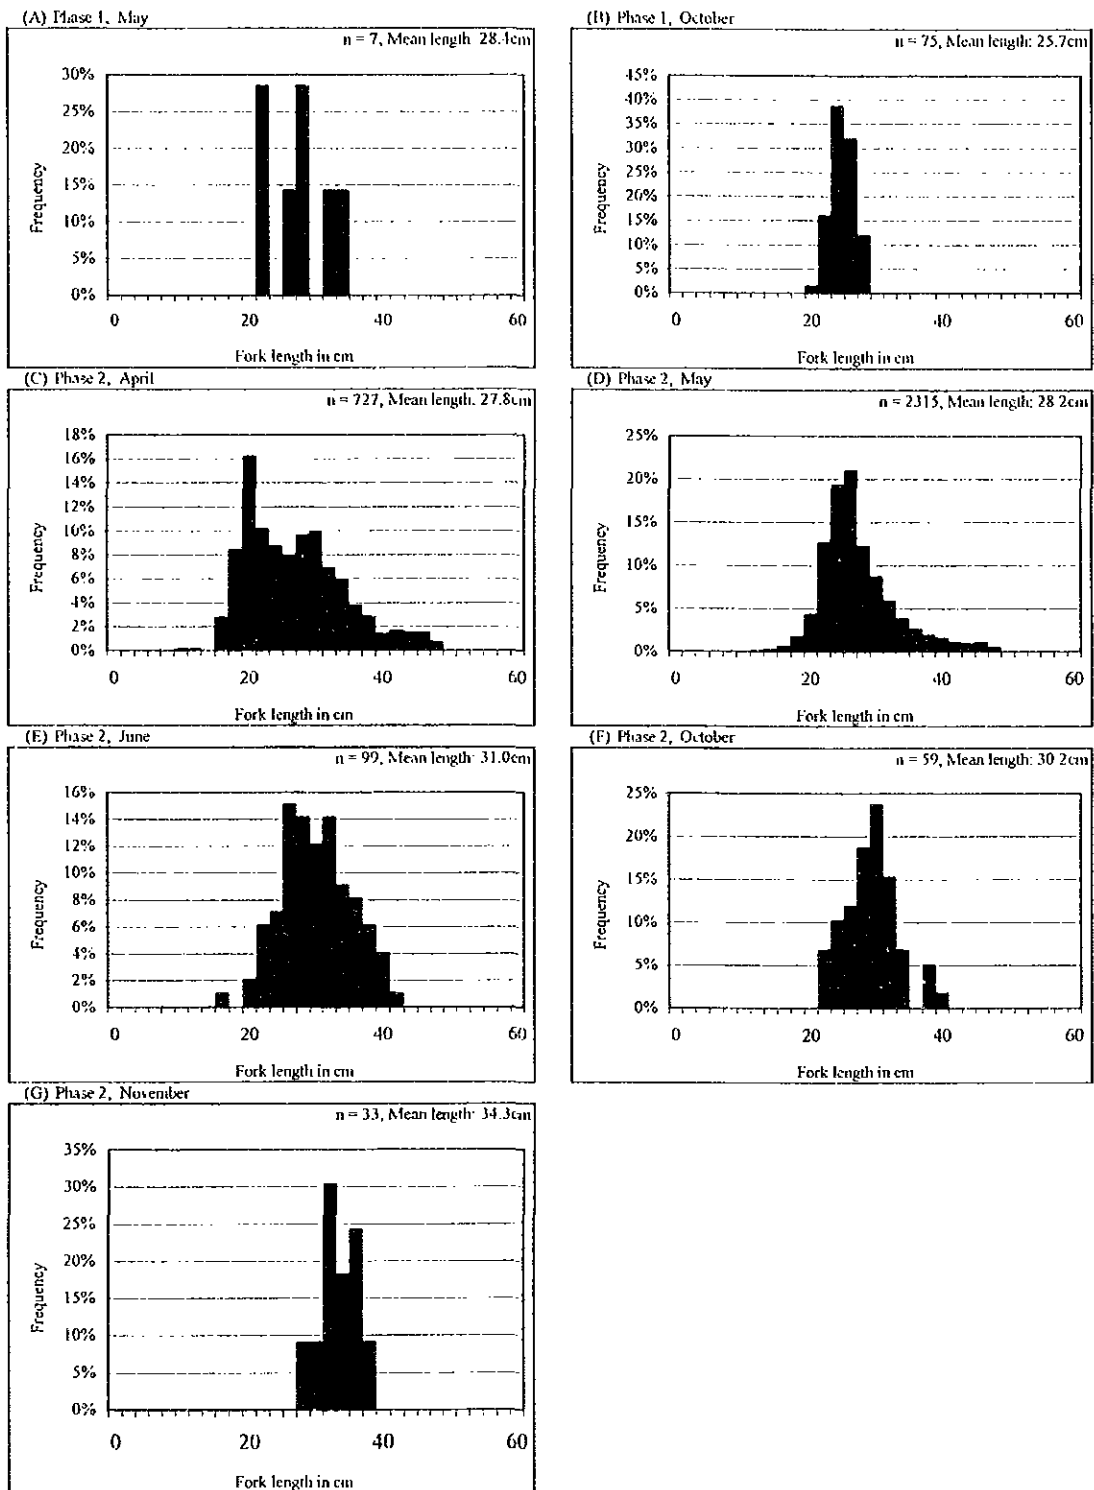 (A) Phase 1, May
n = 7, Mean length: 28.4cm
30%
25%
20%
15%
10%
5%
0%
Frequency
0 20 40 60
Fork length in cm
(B) Phase 1, October
n = 75, Mean length: 25.7cm
45%
40%
35%
30%
25%
20%
15%
10%
5%
0%
Frequency
0 20 40 60
Fork length in cm
(C) Phase 2, April
n = 727, Mean length: 27.8cm
18%
16%
14%
12%
10%
8%
6%
4%
2%
0%
Frequency
0 20 40 60
Fork length in cm
(D) Phase 2, May
n = 2315, Mean length: 28.2cm
25%
20%
15%
10%
5%
0%
Frequency
0 20 40 60
Fork length in cm
(E) Phase 2, June
n = 99, Mean length: 31.0cm
16%
14%
12%
10%
8%
6%
4%
2%
0%
Frequency
0 20 40 60
Fork length in cm
(F) Phase 2, October
n = 59, Mean length: 30.2cm
25%
20%
15%
10%
5%
0%
Frequency
0 20 40 60
Fork length in cm
(G) Phase 2, November
n = 33, Mean length: 34.3cm
35%
30%
25%
20%
15%
10%
5%
0%
Frequency
0 20 40 60
Fork length in cm